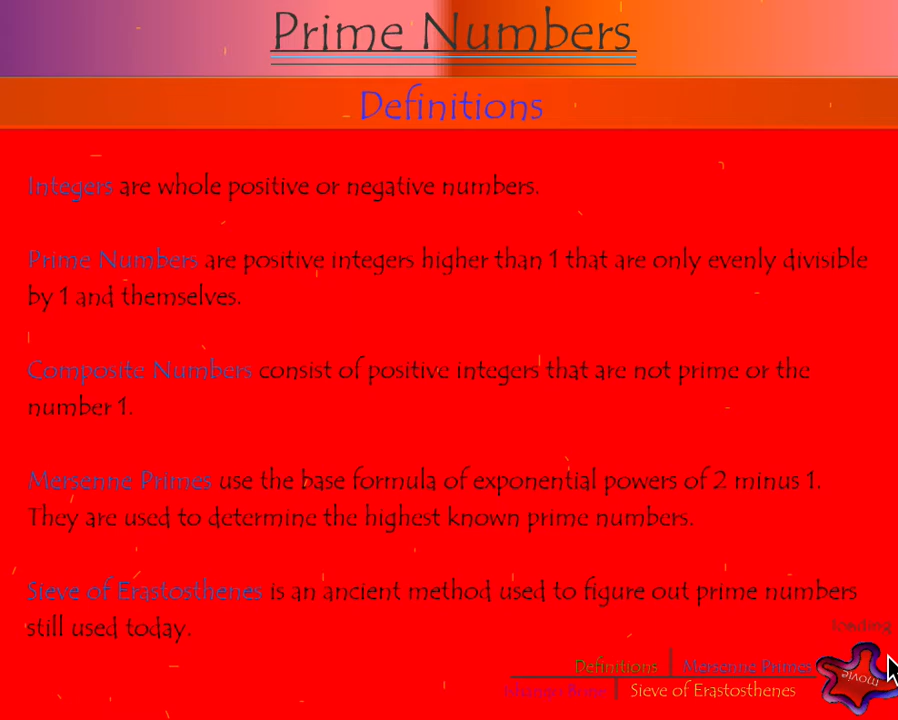 Prime Numbers
Definitions
Integers are whole positive or negative numbers.
Prime Numbers are positive integers higher than 1 that are only evenly divisible
by 1 and themselves.
Composite Numbers consist of positive integers that are not prime or the
number 1.
Mersenne Primes use the base formula of exponential powers of 2 minus 1.
They are used to determine the highest known prime numbers.
Sieve of Erastosthenes is an ancient method used to figure out prime numbers
still used today.
loading
Definitions Mersenne Primes
movie
Sieve of Erastosthenes